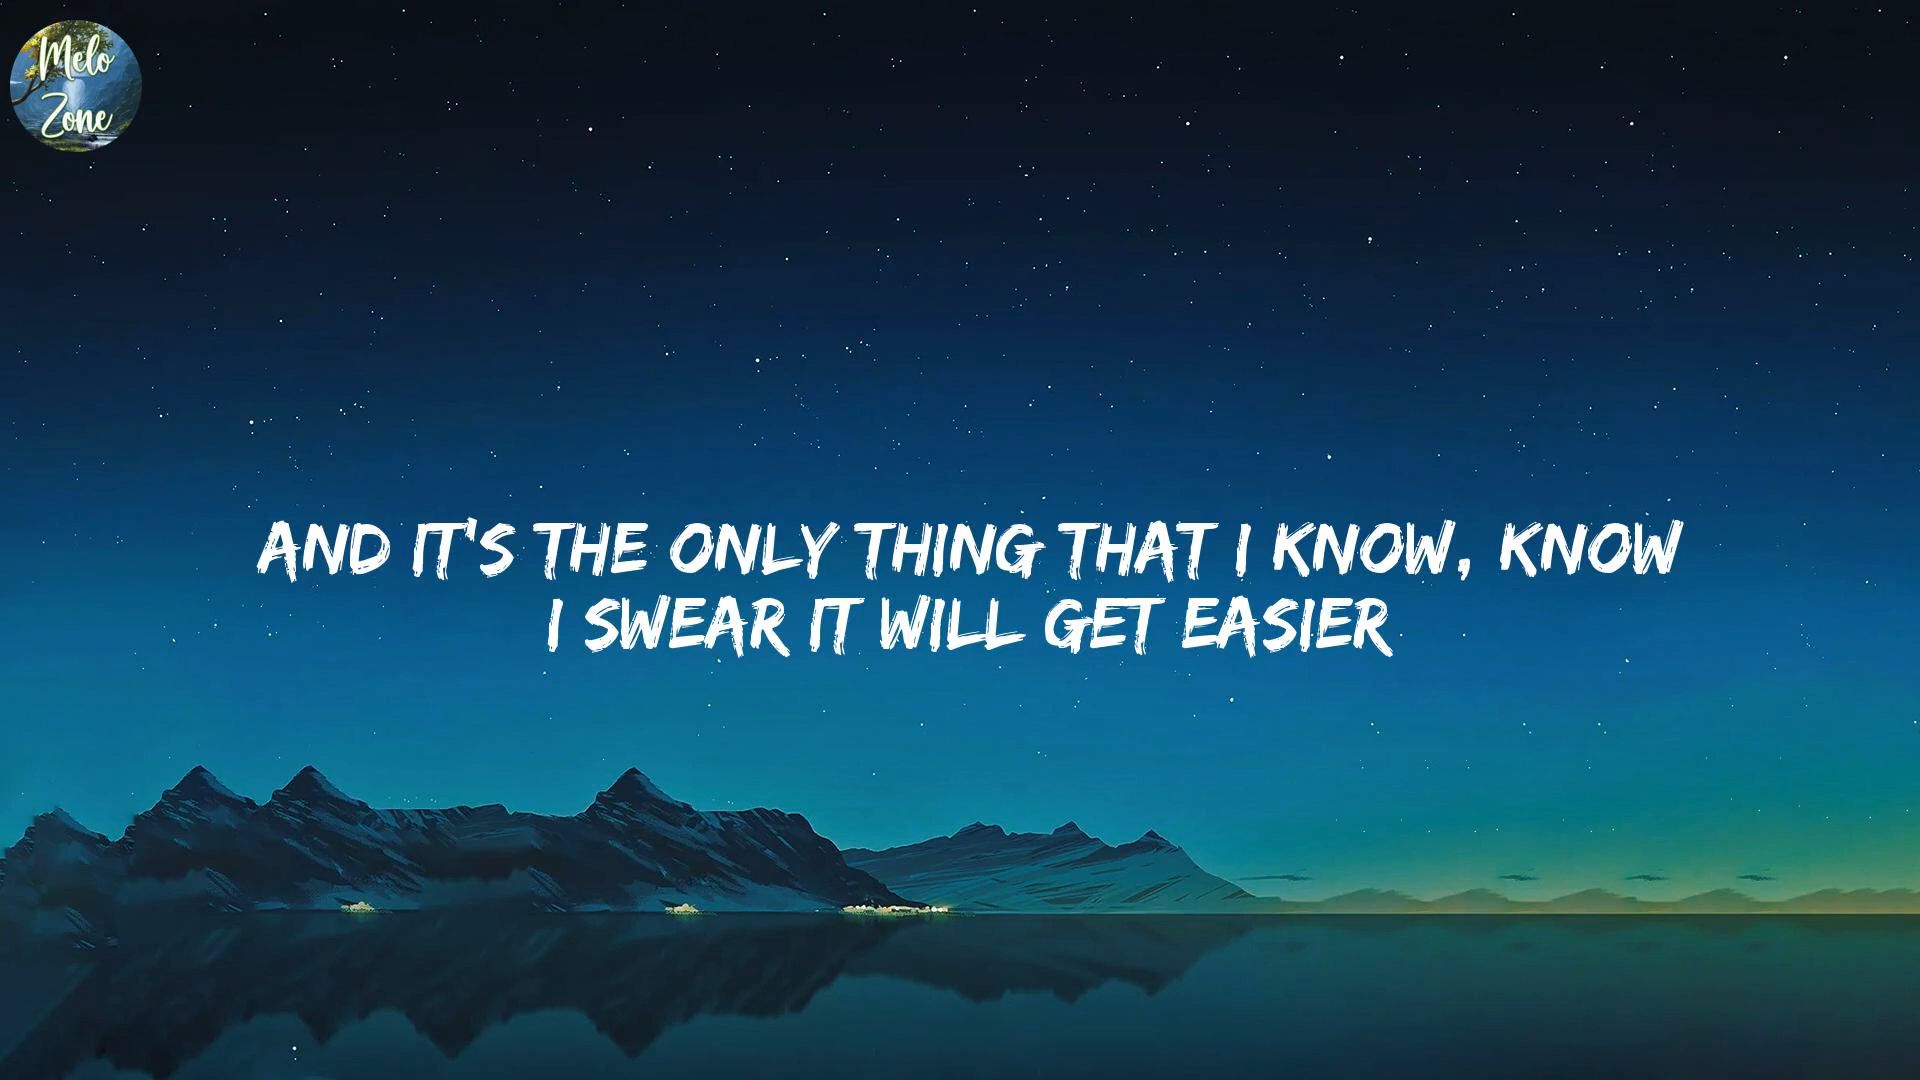 Melo
Zone
AND IT'S THE ONLY THING THAT I KNOW, KNOW
I SWEAR IT WILL GET EASIER